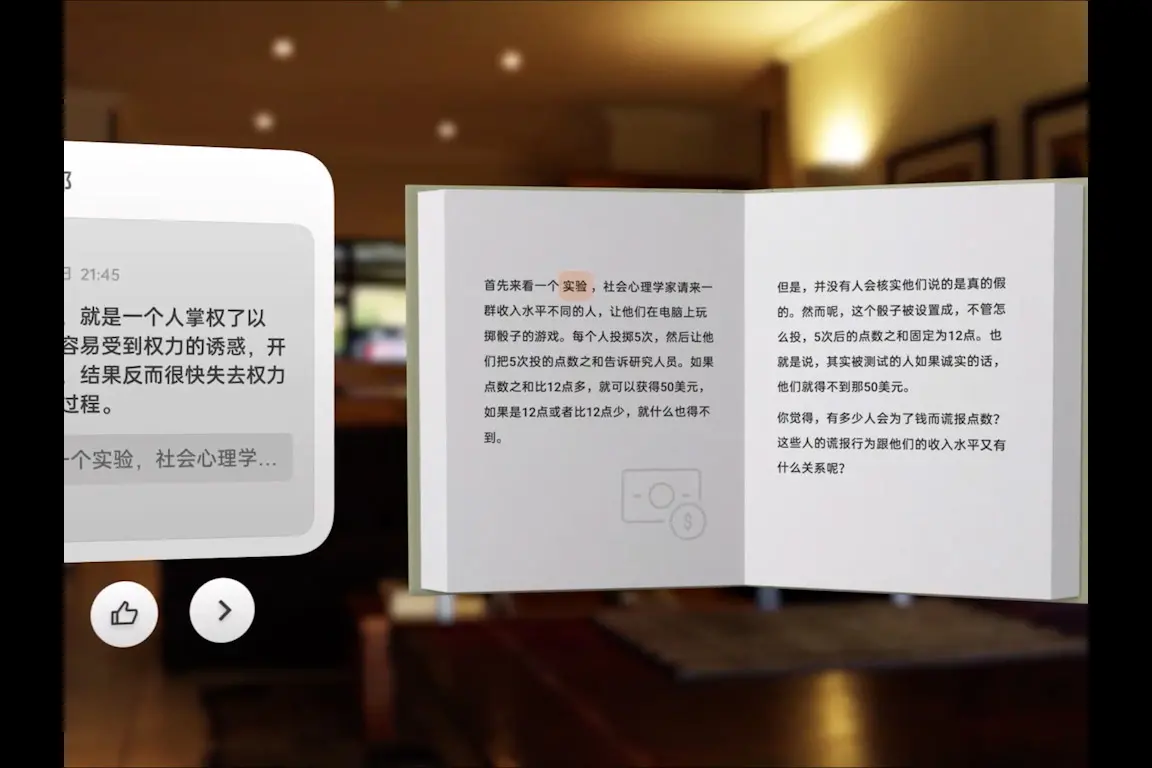 21:45
就是一个人掌权了以
容易受到权力的诱惑，开
结果反而很快失去权力
过程。
一个实验，社会心理学...
首先来看一个实验，社会心理学家请来一
群收入水平不同的人，让他们在电脑上玩
掷骰子的游戏。每个人投掷5次，然后让他
们把5次投的点数之和告诉研究人员。如果
点数之和比12点多，就可以获得50美元，
如果是12点或者比12点少，就什么也得不
到。
$
但是，并没有人会核实他们说的是真的假
的。然而呢，这个骰子被设置成，不管怎
么投，5次后的点数之和固定为12点。也
就是说，其实被测试的人如果诚实的话，
他们就得不到那50美元。
你觉得，有多少人会为了钱而谎报点数？
这些人的谎报行为跟他们的收入水平又有
什么关系呢？